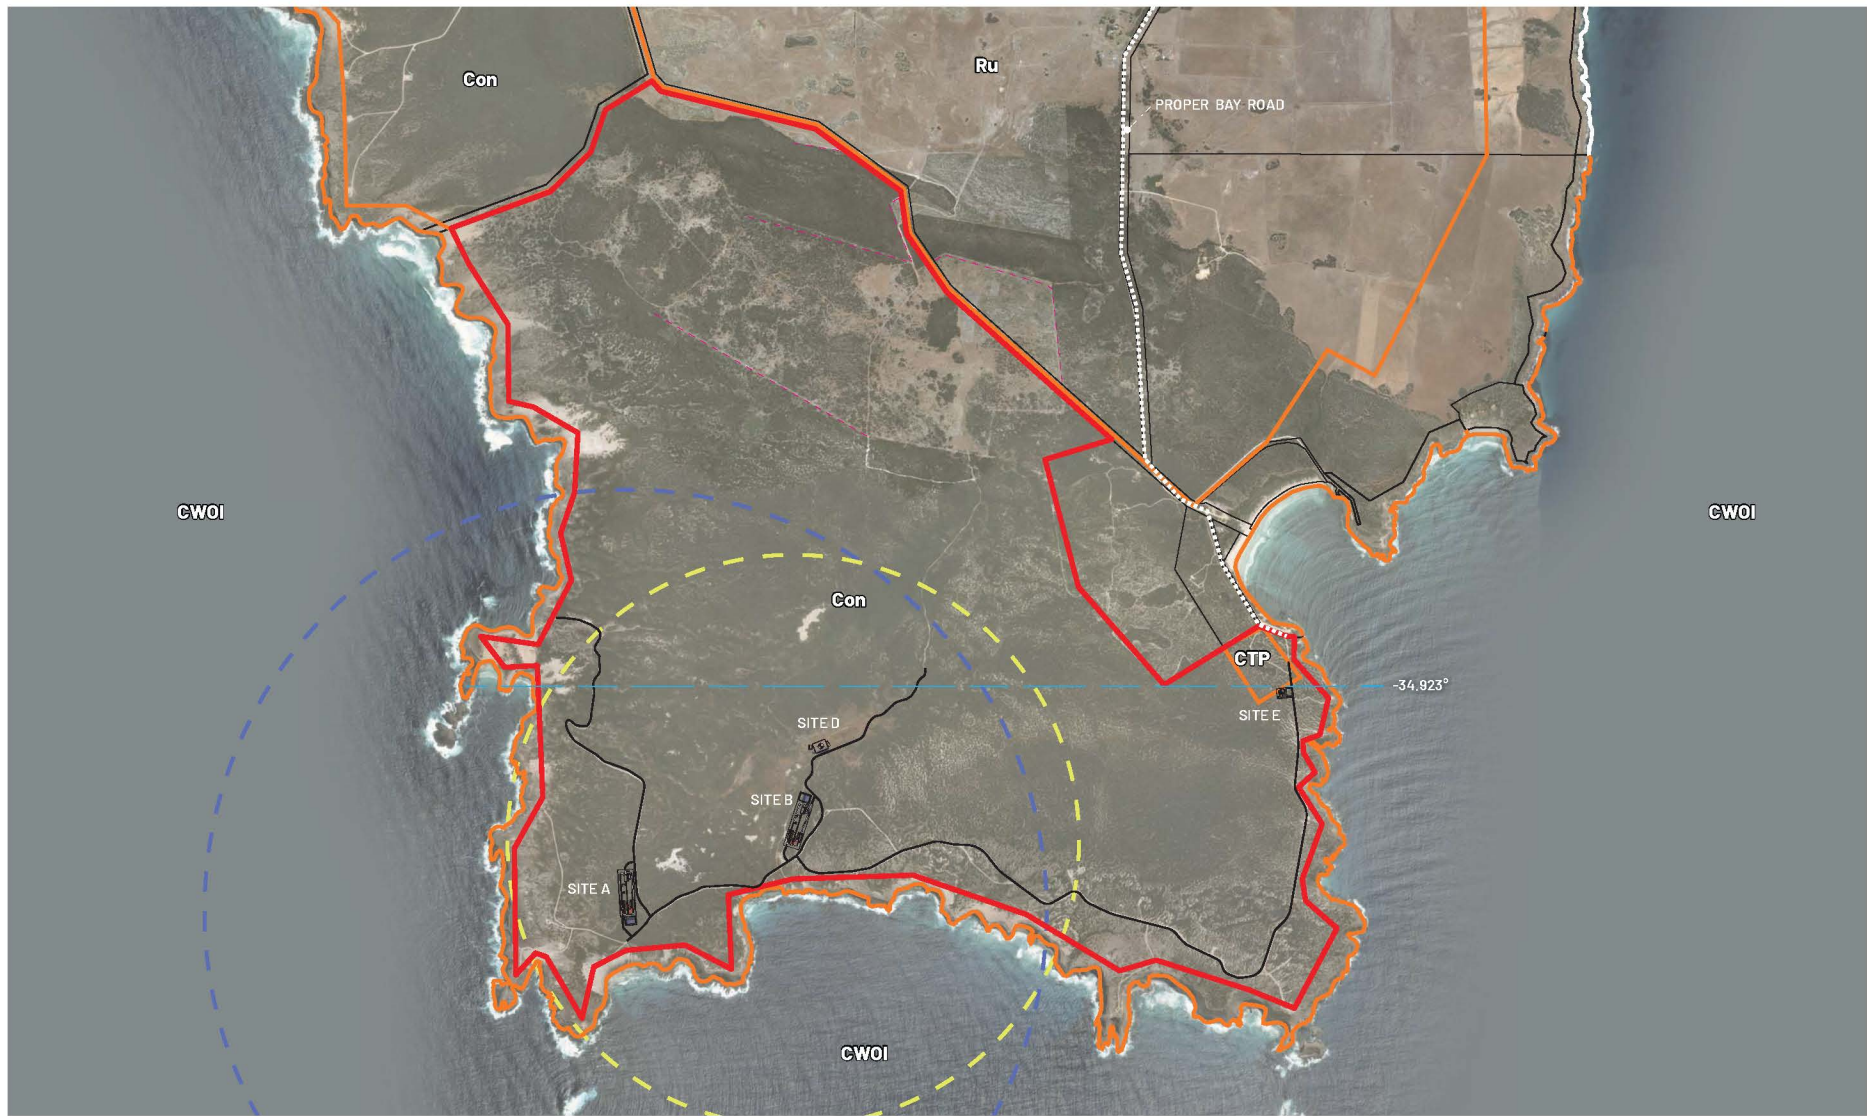 Con
Ru
PROPER BAY ROAD
CWOI
CWOI
Con
CTP
-34.923°
SITE E
SITE D
SITE B
SITE A
CWOI